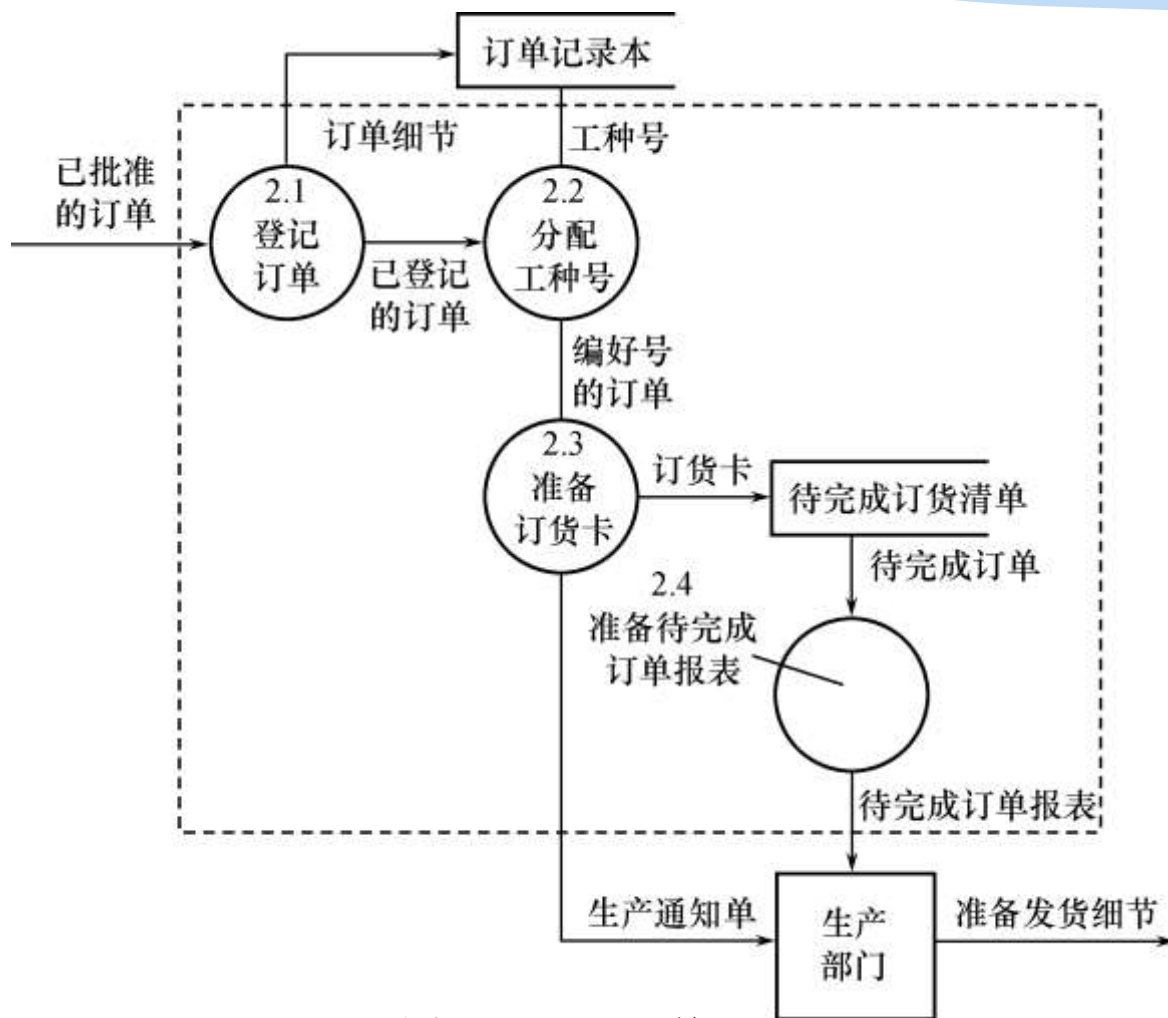 订单记录本
订单细节
工种号
已批准
的订单
2.1
登记
订单
已登记
的订单
2.2
分配
工种号
编好号
的订单
2.3
准备
订货卡
订货卡
待完成订货清单
待完成订单
2.4
准备待完成
订单报表
待完成订单报表
生产通知单
生产
部门
准备发货细节